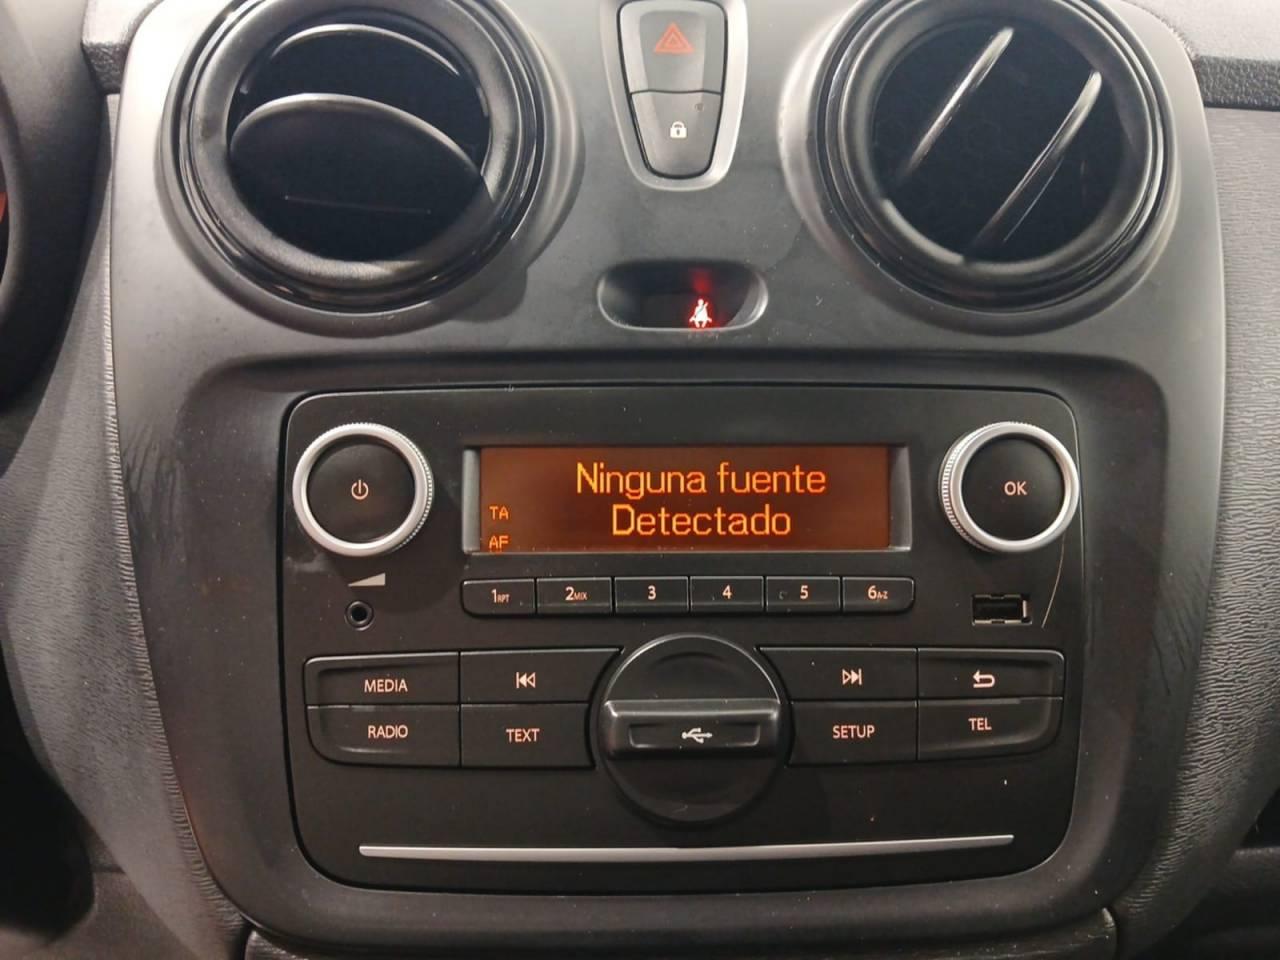 Ninguna fuente
Detectado
TA
AF
OK
1RPT
2MIX
3
4
5
6A-Z
MEDIA
RADIO
TEXT
SETUP
TEL